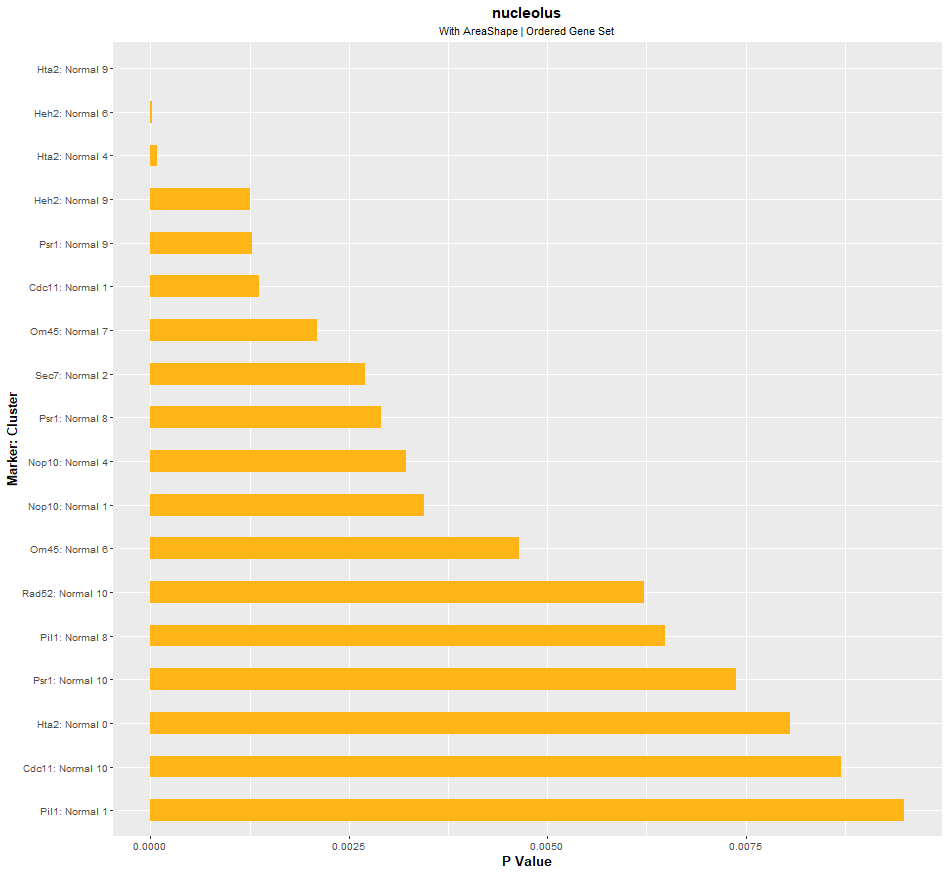 nucleolus
With AreaShape | Ordered Gene Set
Marker: Cluster
Hta2: Normal 9
Heh2: Normal 6
Hta2: Normal 4
Heh2: Normal 9
Psr1: Normal 9
Cdc11: Normal 1
Om45: Normal 7
Sec7: Normal 2
Psr1: Normal 8
Nop10: Normal 4
Nop10: Normal 1
Om45: Normal 6
Rad52: Normal 10
Pil1: Normal 8
Psr1: Normal 10
Hta2: Normal 0
Cdc11: Normal 10
Pil1: Normal 1
0.0000 0.0025 0.0050 0.0075
P Value